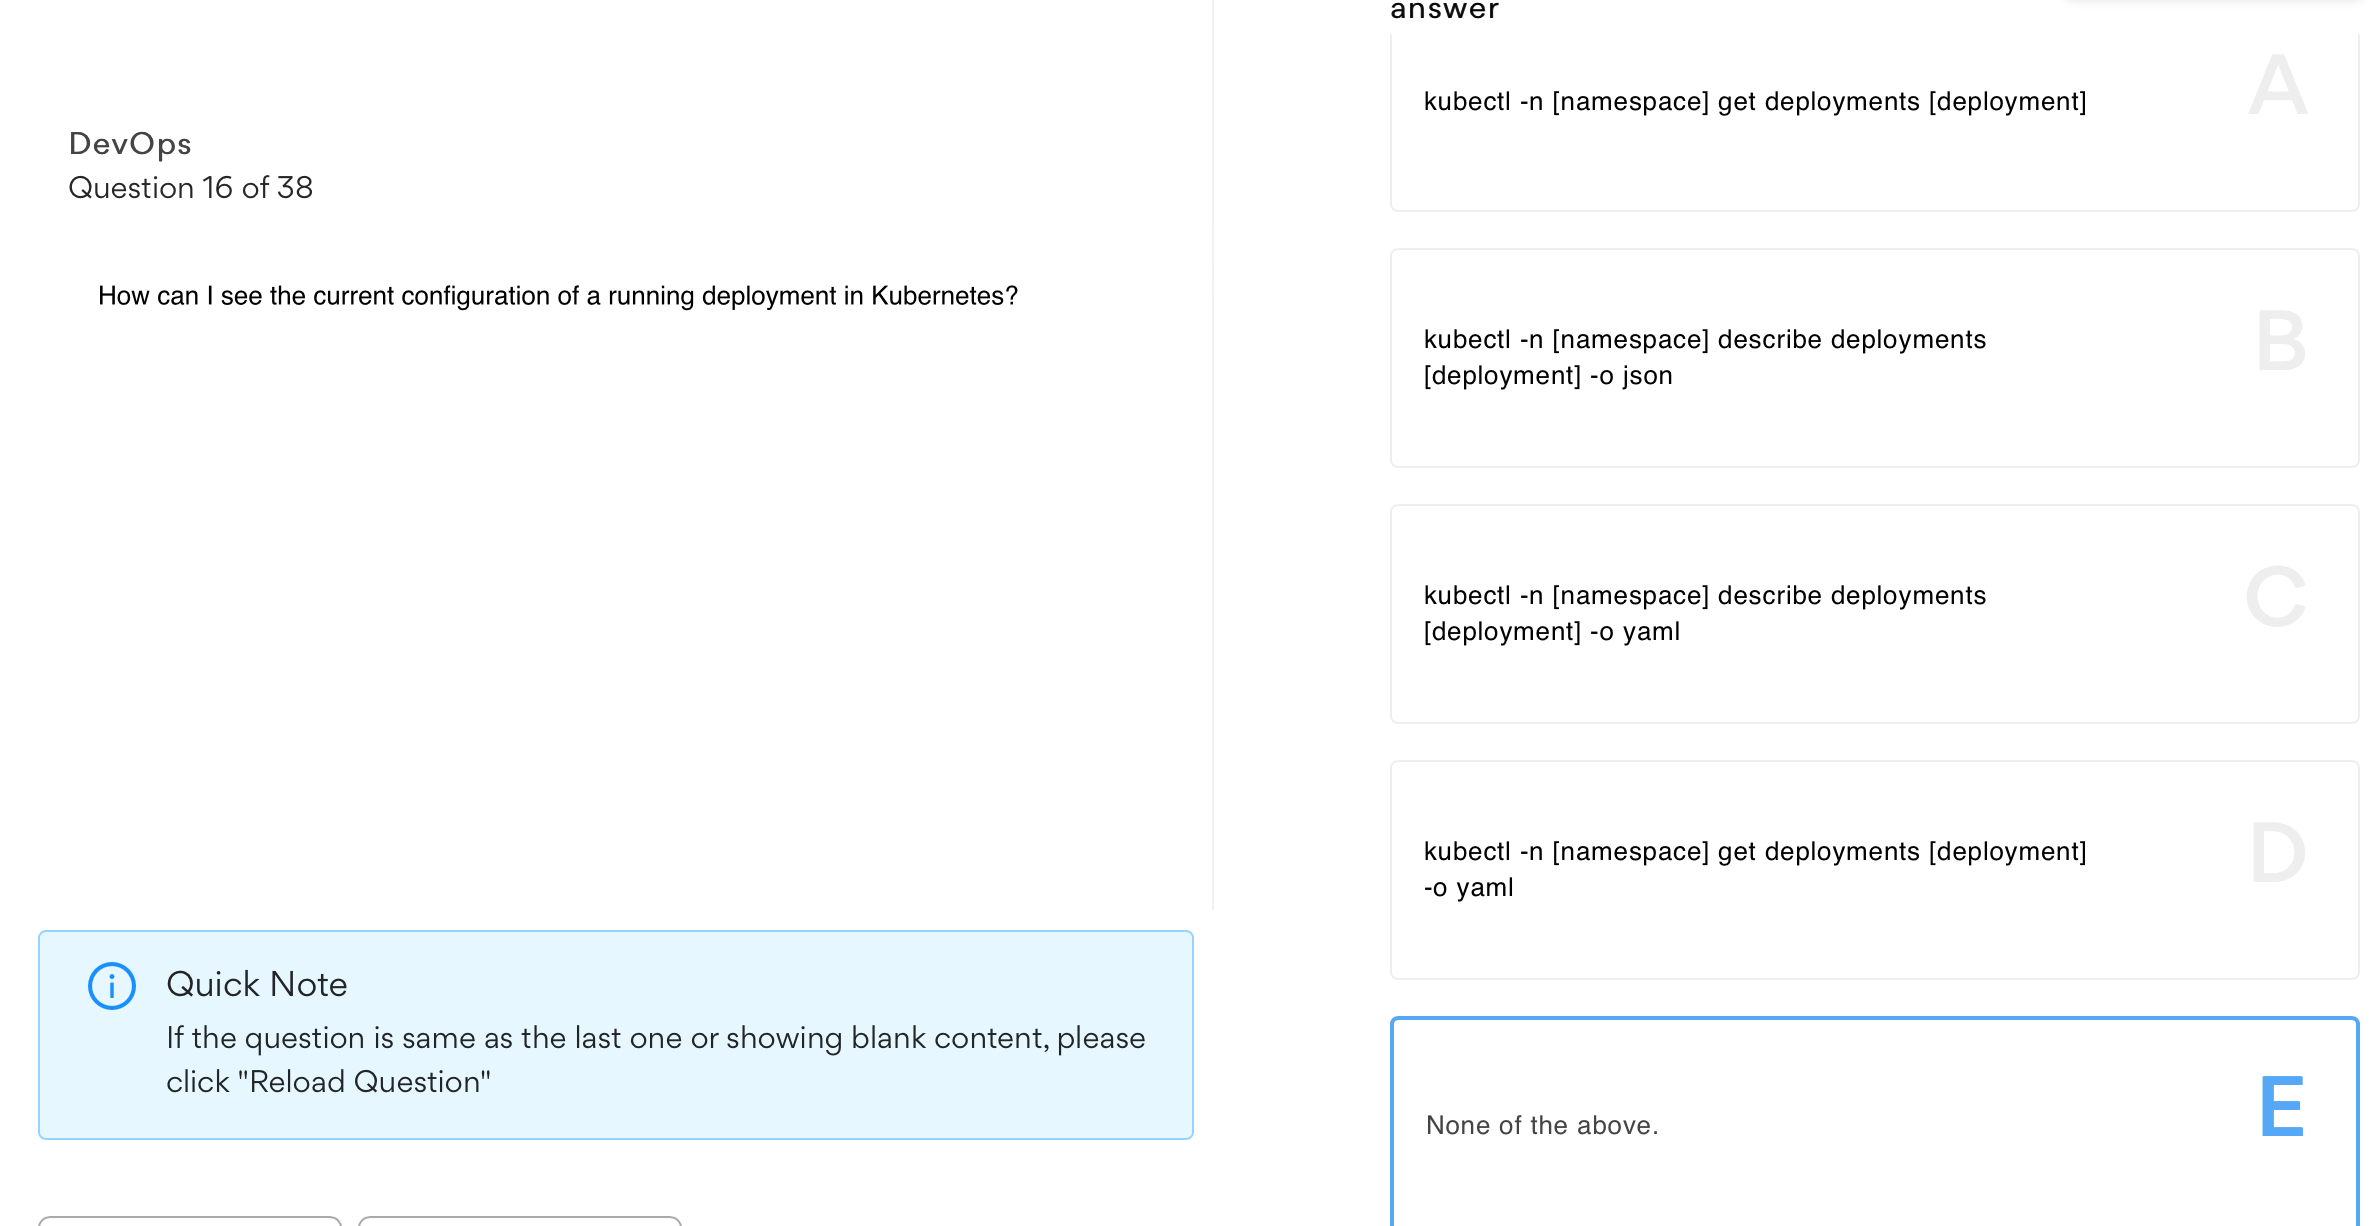 DevOps
Question 16 of 38
How can I see the current configuration of a running deployment in Kubernetes?
Quick Note
If the question is same as the last one or showing blank content, please
click "Reload Question"
answer
A
kubectl -n [namespace] get deployments [deployment]
B
kubectl -n [namespace] describe deployments
[deployment] -o json
C
kubectl -n [namespace] describe deployments
[deployment] -o yaml
D
kubectl -n [namespace] get deployments [deployment]
-o yaml
E
None of the above.